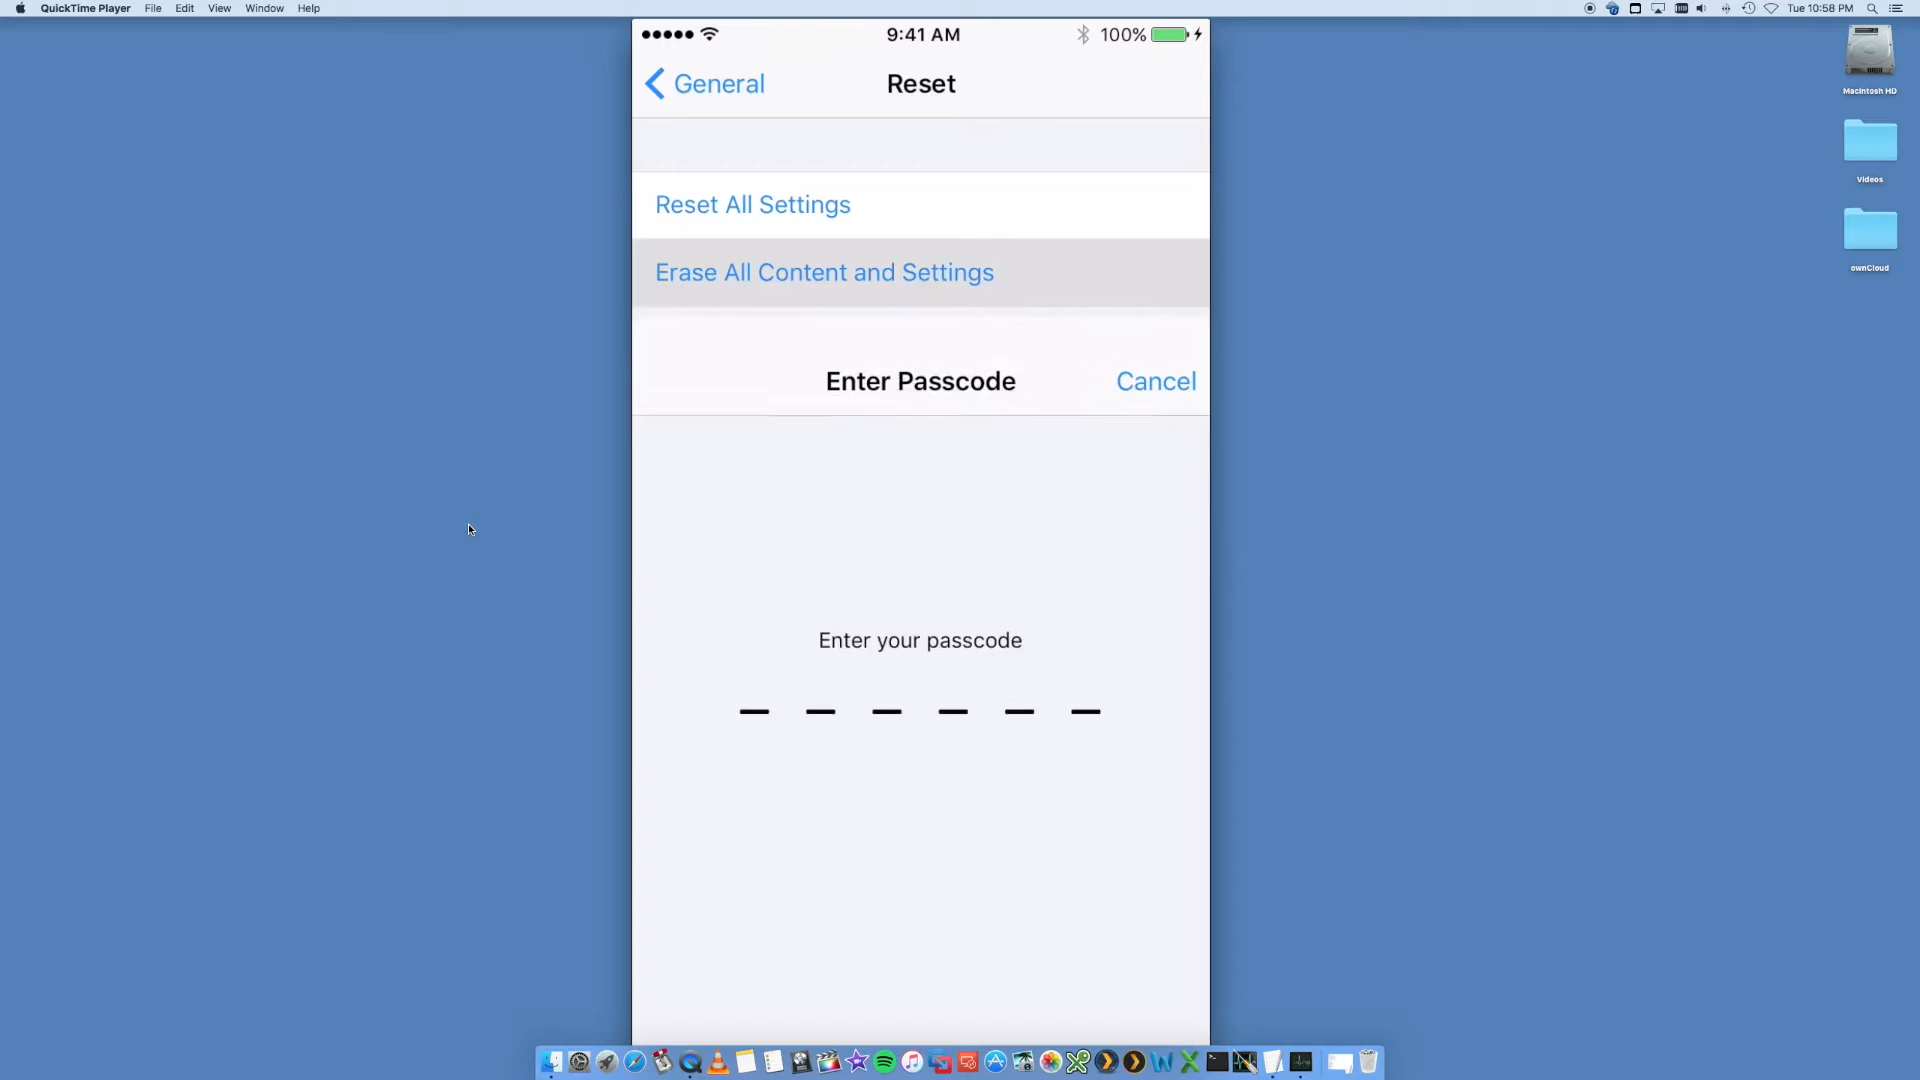 QuickTime Player File Edit View Window Help Tue 10:58 PM
9:41 AM 100%
General Reset
Reset All Settings
Erase All Content and Settings
Enter Passcode Cancel
Enter your passcode
Macintosh HD
Videos
ownCloud